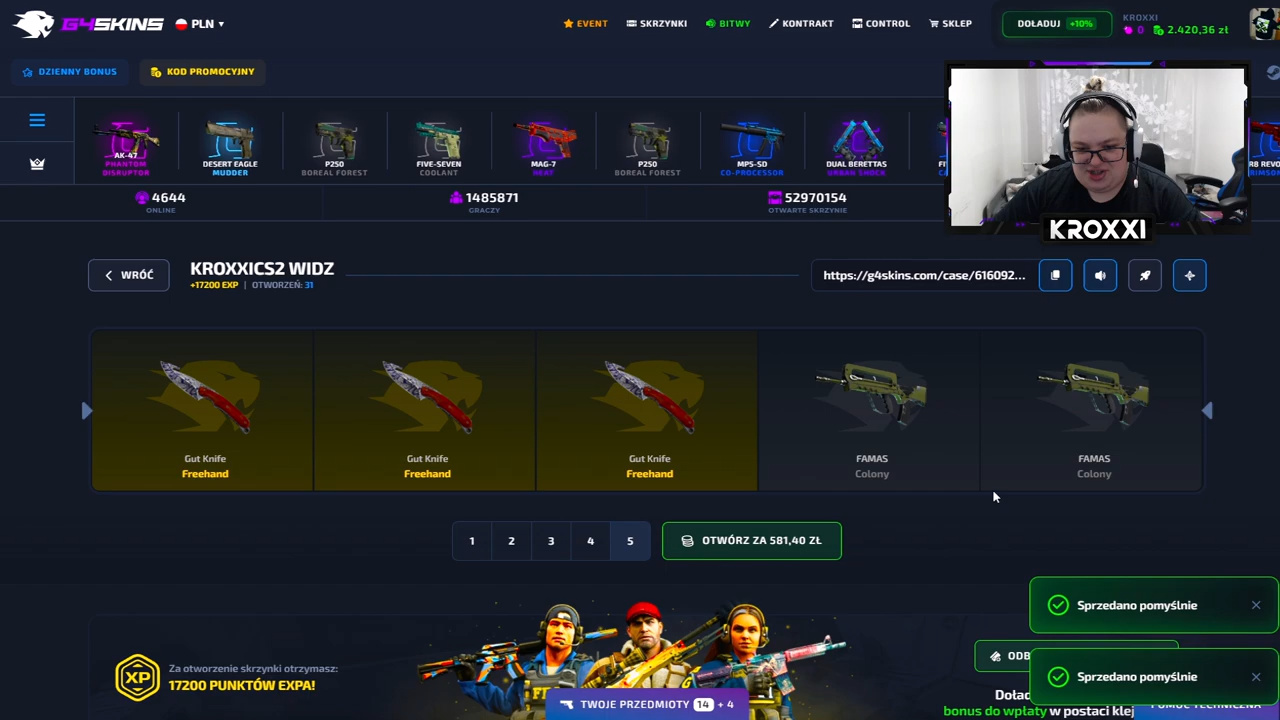 G4SKINS
PLN
EVENT
SKRZYNKI
BITWY
KONTRAKT
CONTROL
SKLEP
DOŁADUJ +10%
KROXXI
0 2.420,36 zł
DZIENNY BONUS
KOD PROMOCYJNY
AK-47
PHANTOM
DISRUPTOR
DESERT EAGLE
MUDDER
P250
BOREAL FOREST
FIVE-SEVEN
COOLANT
MAG-7
HEAT
P250
BOREAL FOREST
MP5-SD
CO-PROCESSOR
DUAL BERETTAS
URBAN SHOCK
4644
ONLINE
1485871
GRACZY
52970154
OTWARTE SKRZYNIE
KROXXI
WRÓĆ
KROXXICS2 WIDZ
+17200 EXP | OTWORZEŃ: 31
https://g4skins.com/case/616092...
Gut Knife
Freehand
Gut Knife
Freehand
Gut Knife
Freehand
FAMAS
Colony
FAMAS
Colony
1 2 3 4 5
OTWÓRZ ZA 581,40 ZŁ
Sprzedano pomyślnie
Sprzedano pomyślnie
XP
Za otworzenie skrzynki otrzymasz:
17200 PUNKTÓW EXPA!
TWOJE PRZEDMIOTY 14 + 4
bonus do wpłaty w postaci klej